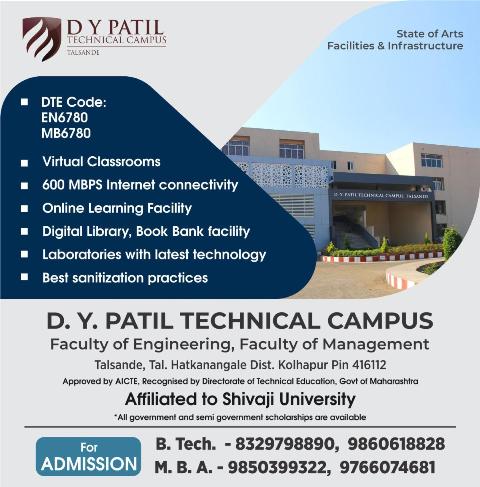 D Y PATIL
TECHNICAL CAMPUS
TALSANDE
State of Arts
Facilities & Infrastructure
DTE Code:
EN6780
MB6780
Virtual Classrooms
600 MBPS Internet connectivity
Online Learning Facility
Digital Library, Book Bank facility
Laboratories with latest technology
Best sanitization practices
D Y PATIL TECHNICAL CAMPUS, TALSANDE
D. Y. PATIL TECHNICAL CAMPUS
Faculty of Engineering, Faculty of Management
Talsande, Tal. Hatkanangale Dist. Kolhapur Pin 416112
Approved by AICTE, Recognised by Directorate of Technical Education, Govt of Maharashtra
Affiliated to Shivaji University
*All government and semi government scholarships are available
For
ADMISSION
B. Tech. - 8329798890, 9860618828
M. B. A. - 9850399322, 9766074681